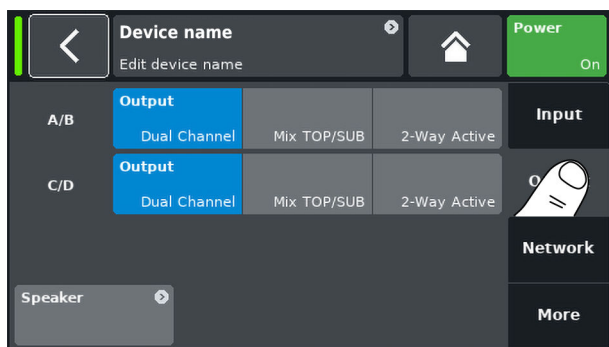 Device name
Edit device name
Power
On
A/B
Output
Dual Channel
Mix TOP/SUB
2-Way Active
Input
C/D
Output
Dual Channel
Mix TOP/SUB
2-Way Active
Network
Speaker
More